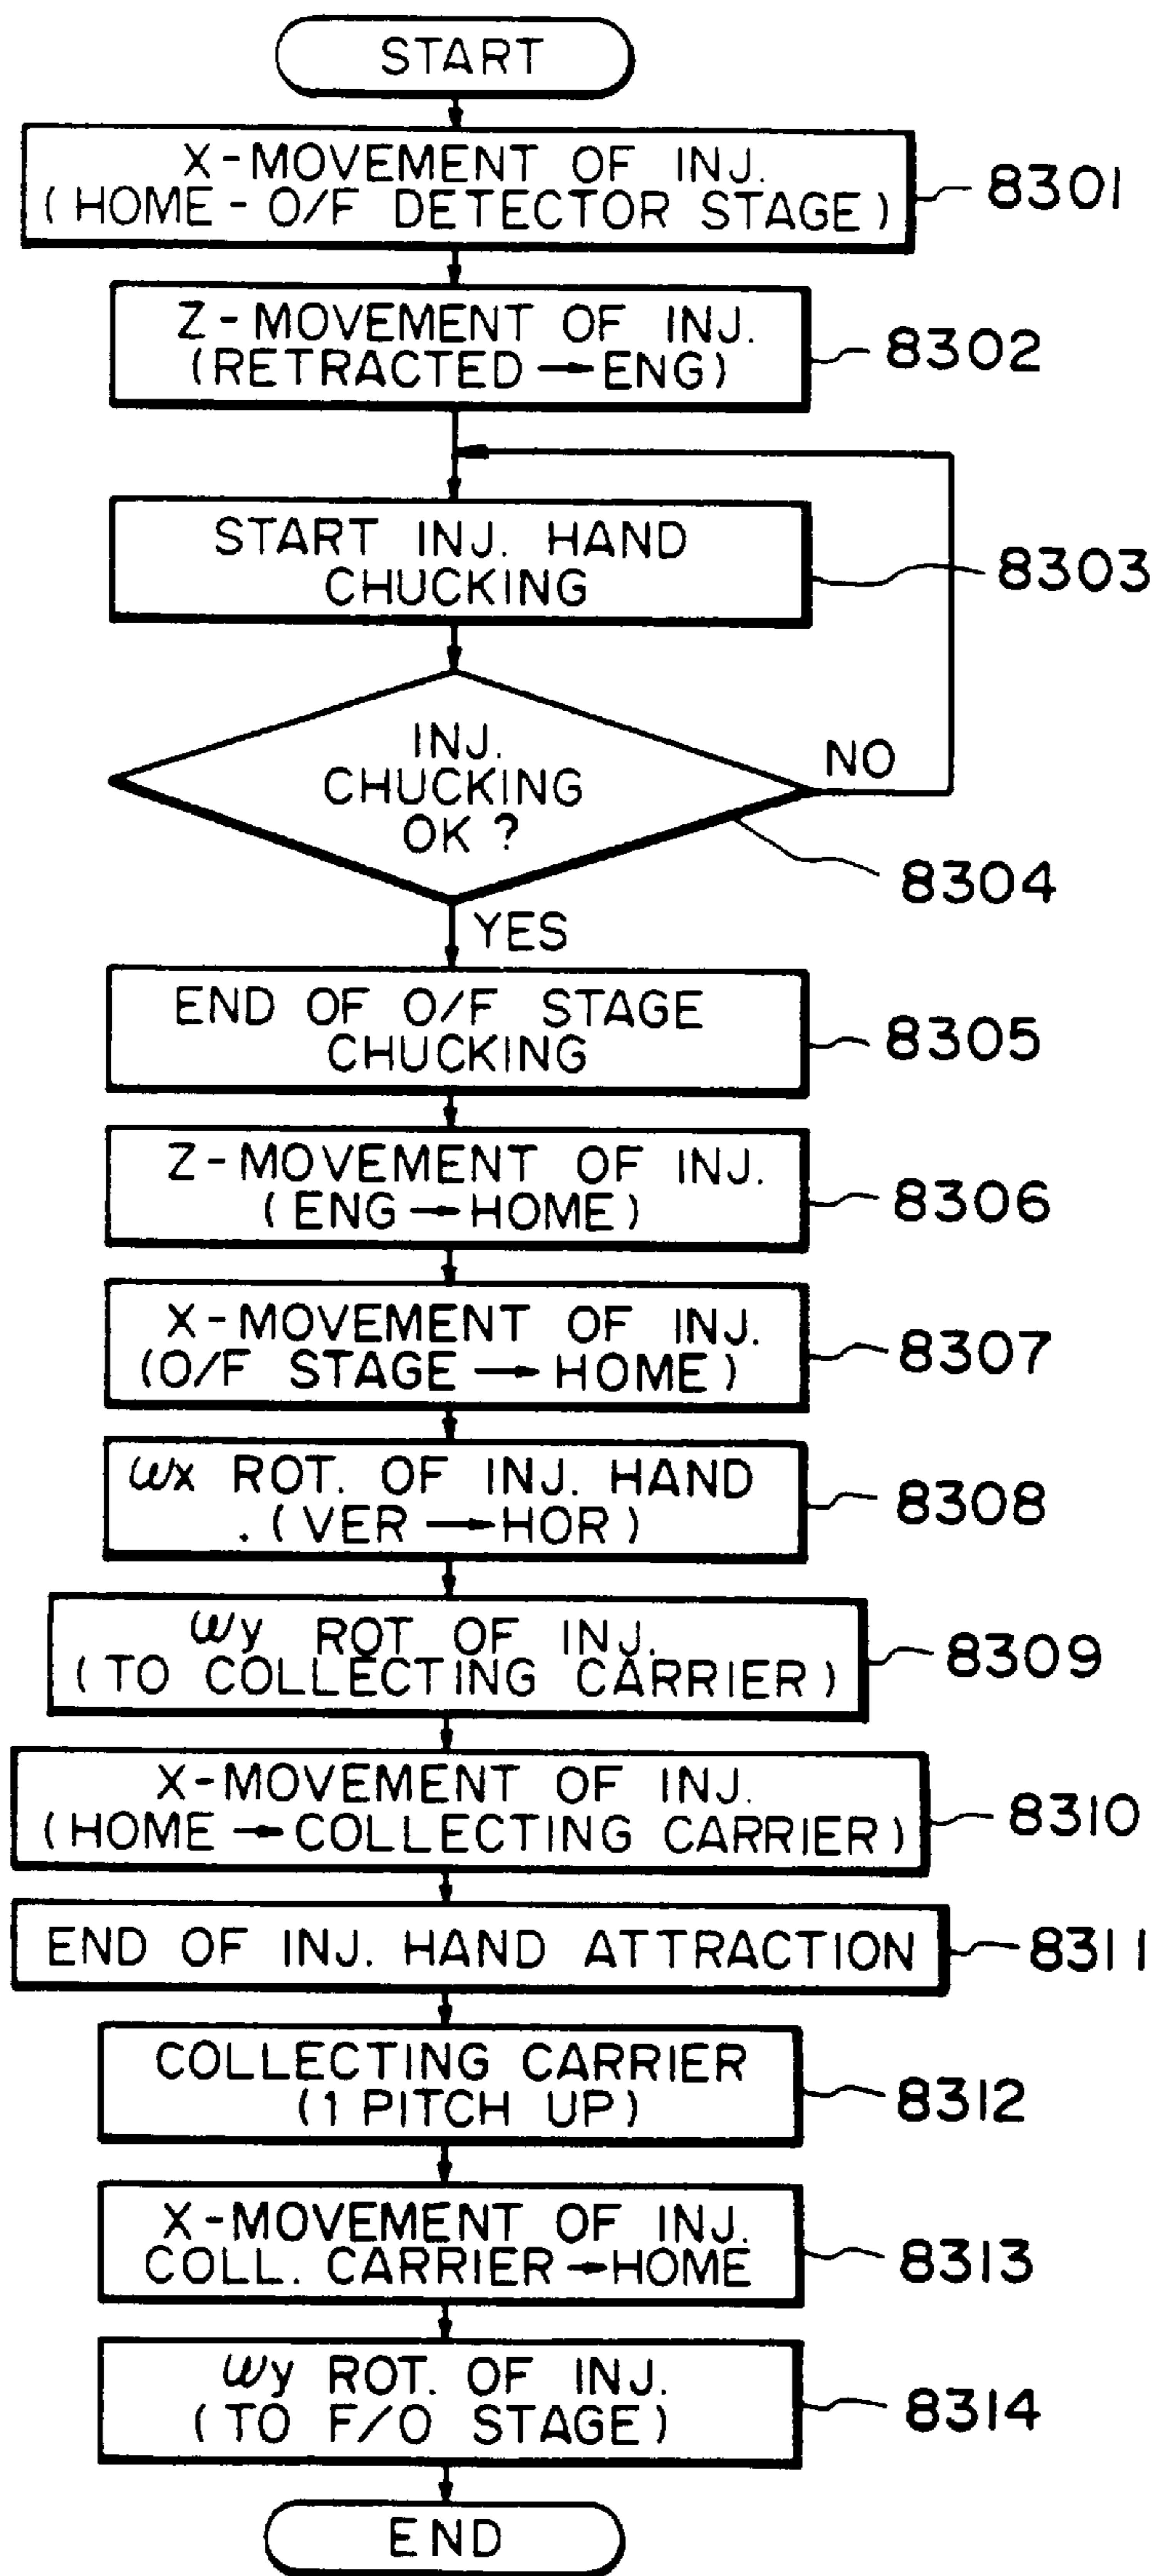 START
X-MOVEMENT OF INJ.
(HOME-O/F DETECTOR STAGE)
8301
Z-MOVEMENT OF INJ.
(RETRACTED→ENG)
8302
START INJ. HAND
CHUCKING
8303
INJ.
CHUCKING
OK?
NO
8304
YES
END OF O/F STAGE
CHUCKING
8305
Z-MOVEMENT OF INJ.
(ENG→HOME)
8306
X-MOVEMENT OF INJ.
(O/F STAGE→HOME)
8307
ωx ROT. OF INJ. HAND
.(VER→HOR)
8308
ωy ROT OF INJ.
(TO COLLECTING CARRIER)
8309
X-MOVEMENT OF INJ.
(HOME→COLLECTING CARRIER)
8310
END OF INJ. HAND ATTRACTION
8311
COLLECTING CARRIER
(1 PITCH UP)
8312
X-MOVEMENT OF INJ.
COLL. CARRIER→HOME
8313
ωy ROT. OF INJ.
(TO F/O STAGE)
8314
END